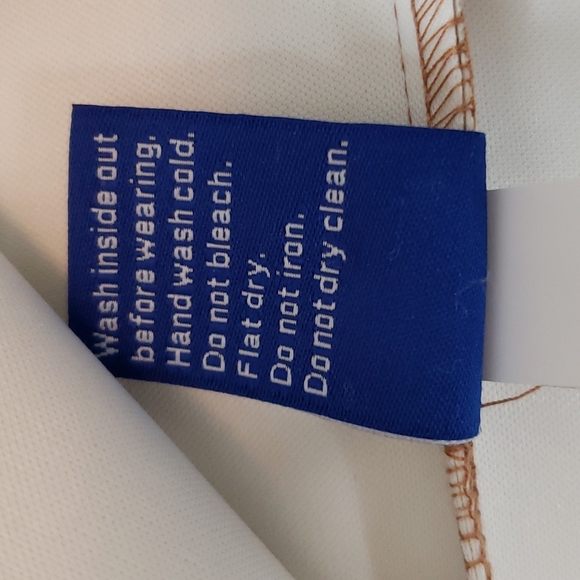 Wash inside out
before wearing.
Hand wash cold.
Do not bleach.
Flat dry.
Do not iron.
Do not dry clean.